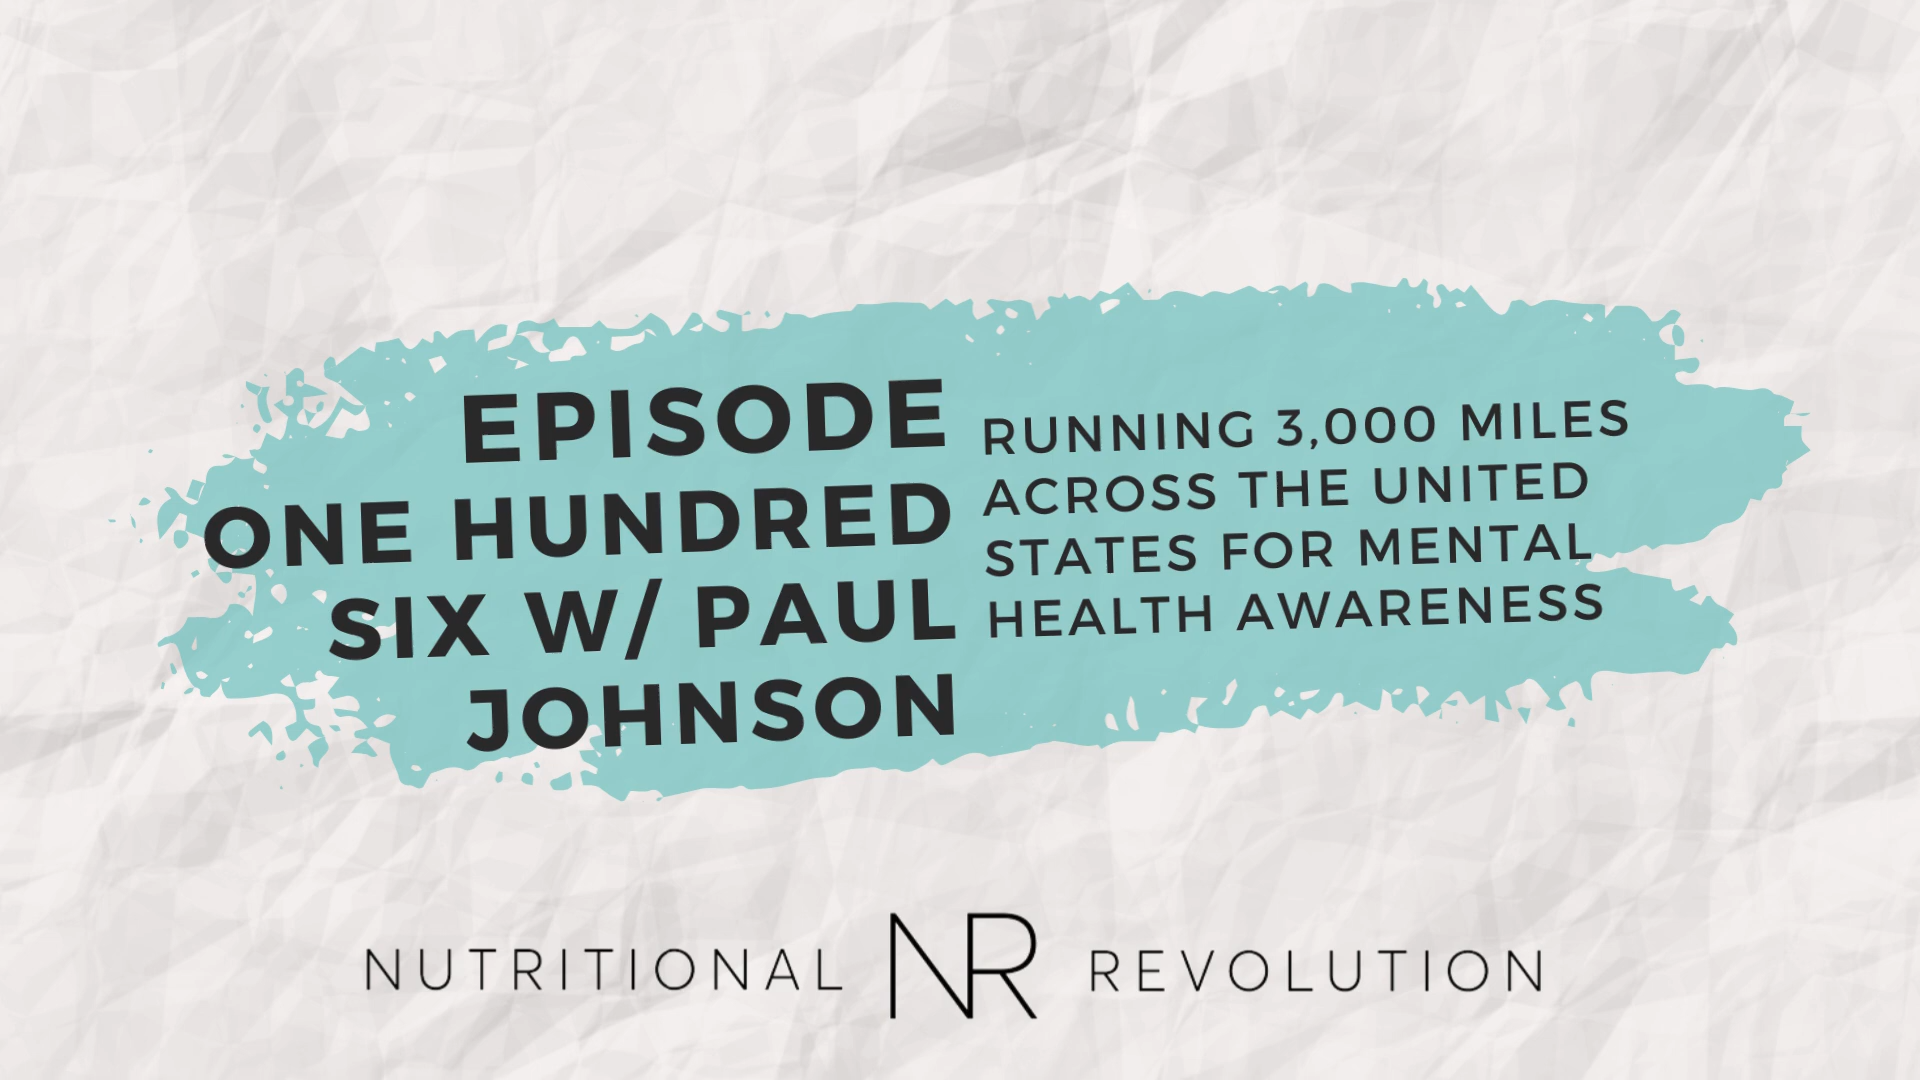 EPISODE
ONE HUNDRED
SIX W/ PAUL
JOHNSON
RUNNING 3,000 MILES
ACROSS THE UNITED
STATES FOR MENTAL
HEALTH AWARENESS
NUTRITIONAL NR REVOLUTION